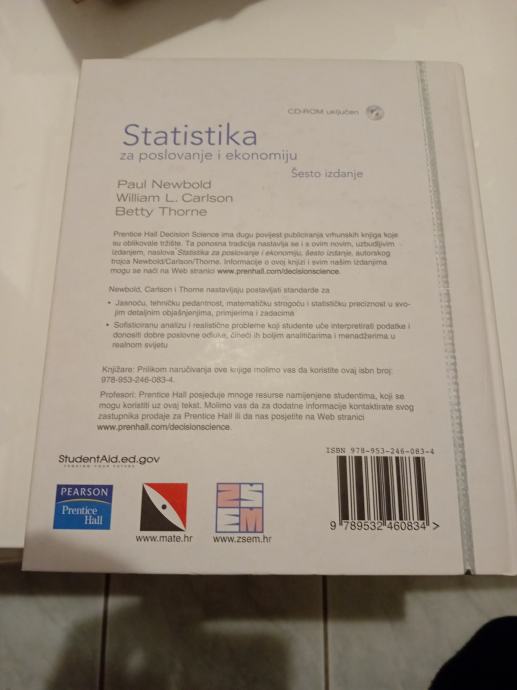 CD-ROM uključen
Statistika
za poslovanje i ekonomiju
Šesto izdanje
Paul Newbold
William L. Carlson
Betty Thorne
Prentice Hall Decision Science ima dugu povijest publiciranja vrhunskih knjiga koje
su oblikovale tržište. Ta ponosna tradicija nastavlja se i s ovim novim, uzbudljivim
izdanjem, naslova Statistika za poslovanje i ekonomiju, šesto izdanje, autorskog
trojca Newbold/Carlson/Thorne. Informacije o ovoj knjizi i svim našim izdanjima
mogu se naći na Web stranici www.prenhall.com/decisionscience.
Newbold, Carlson i Thorne nastavljaju postavljati standarde za
• Jasnoću, tehničku pedantnost, matematičku strogoću i statističku preciznost u svo-
jim detaljnim objašnjenjima, primjerima i zadacima
• Sofisticiranu analizu i realistične probleme koji studente uče interpretirati podatke i
donositi dobre poslovne odluke, čineći ih boljim analitičarima i menadžerima u
realnom svijetu
Knjižare: Prilikom naručivanja ove knjige molimo vas da koristite ovaj isbn broj:
978-953-246-083-4.
Profesori: Prentice Hall posjeduje mnoge resurse namijenjene studentima, koji se
mogu koristiti uz ovaj tekst. Molimo vas da za dodatne informacije kontaktirate svog
zastupnika prodaje za Prentice Hall ili da nas posjetite na Web stranici
www.prenhall.com/decisionscience.
StudentAid.ed.gov
FUNDING YOUR FUTURE
ISBN 978-953-246-083-4
PEARSON
Prentice
Hall
www.mate.hr
ZS
EM
www.zsem.hr
9 789532 460834 >